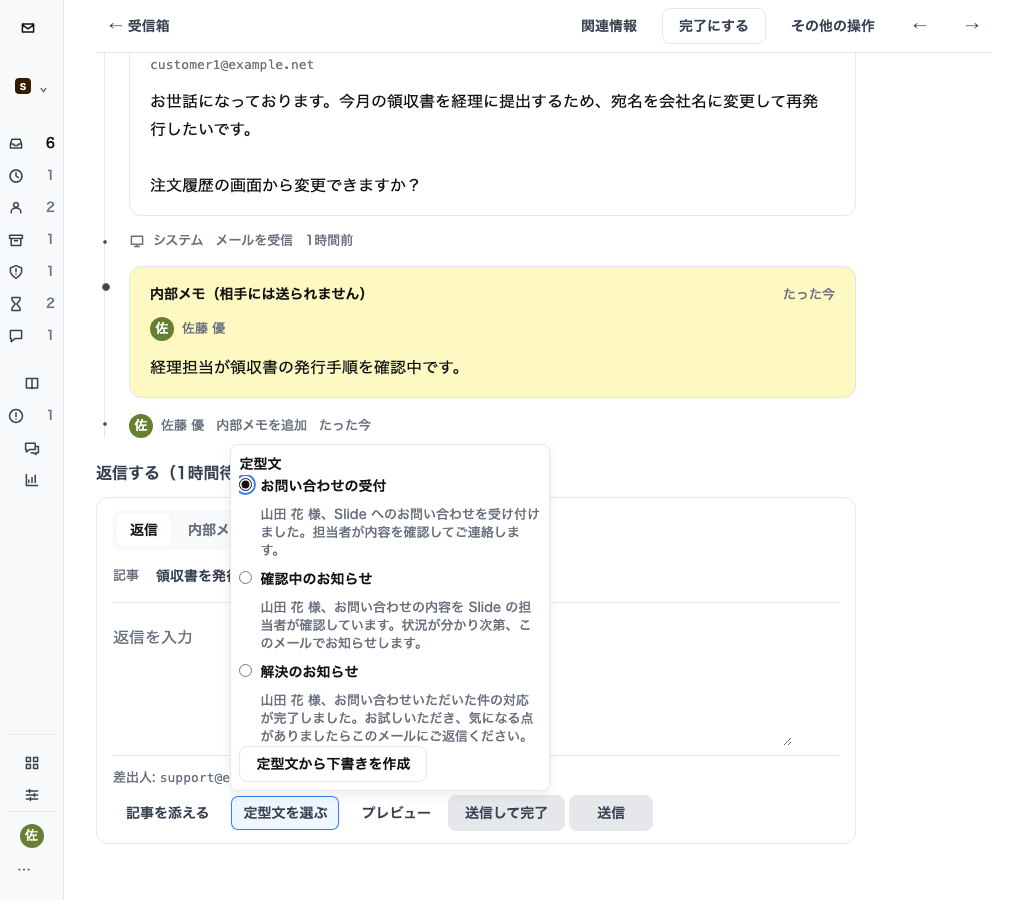 ← 受信箱
関連情報
完了にする
その他の操作
←
→
S
6
1
2
1
1
2
1
1
customer1@example.net
お世話になっております。今月の領収書を経理に提出するため、宛名を会社名に変更して再発
行したいです。
注文履歴の画面から変更できますか？
システム メールを受信 1時間前
内部メモ（相手には送られません）
たった今
佐 佐藤 優
経理担当が領収書の発行手順を確認中です。
佐 佐藤 優 内部メモを追加 たった今
返信する（1時間待
返信
内部メ
記事
領収書を発行
返信を入力
定型文
お問い合わせの受付
山田 花 様、Slide へのお問い合わせを受け付け
ました。担当者が内容を確認してご連絡しま
す。
確認中のお知らせ
山田 花 様、お問い合わせの内容を Slide の担
当者が確認しています。状況が分かり次第、こ
のメールでお知らせします。
解決のお知らせ
山田 花 様、お問い合わせいただいた件の対応
が完了しました。お試しいただき、気になる点
がありましたらこのメールにご返信ください。
定型文から下書きを作成
差出人: support@e
記事を添える
定型文を選ぶ
プレビュー
送信して完了
送信
佐
…